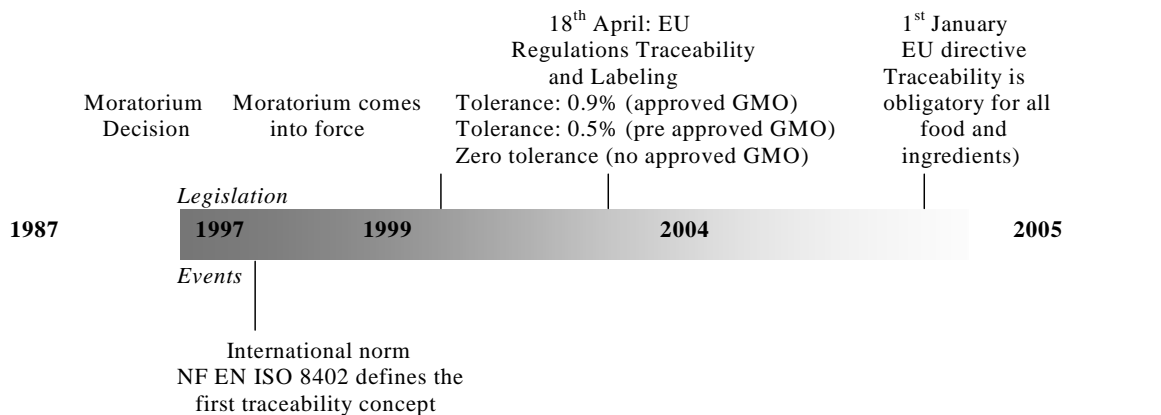 18th April: EU
Regulations Traceability
and Labeling
Tolerance: 0.9% (approved GMO)
Tolerance: 0.5% (pre approved GMO)
Zero tolerance (no approved GMO)
1st January
EU directive
Traceability is
obligatory for all
food and
ingredients)
Moratorium
Decision
Moratorium comes
into force
Legislation
1987 1997 1999 2004 2005
Events
International norm
NF EN ISO 8402 defines the
first traceability concept